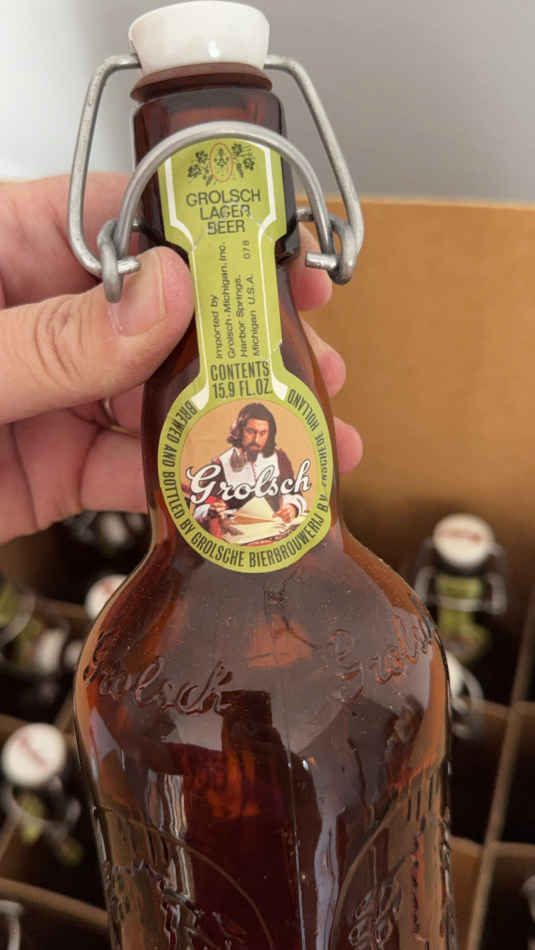 GROLSCH
LAGER
BEER
Imported by
Grolsch-Michigan, Inc.
Harbor Springs,
Michigan U.S.A.
078
CONTENTS
15.9 FL.OZ.
BREWED AND BOTTLED BY GROLSCHE BIERBROUWERIJ B.V. ENSCHEDE HOLLAND
Grolsch
Grolsch
Grolsch